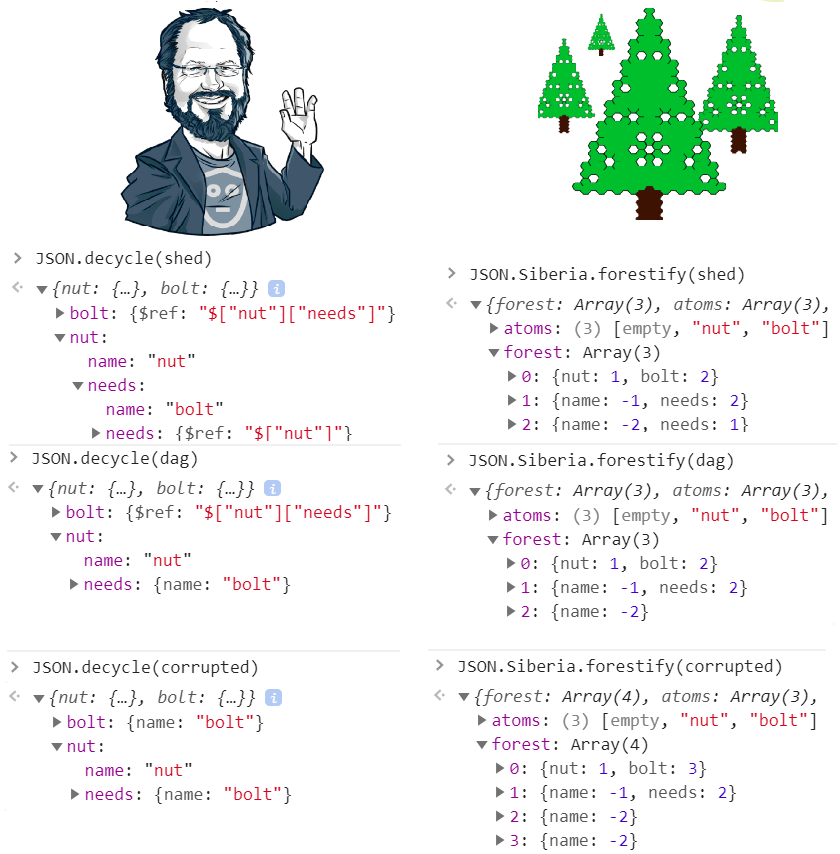 > JSON.decycle(shed)
{nut: {…}, bolt: {…}} i
bolt: {$ref: "$["nut"]["needs"]"}
nut:
name: "nut"
needs:
name: "bolt"
needs: {$ref: "$["nut"]"}
> JSON.decycle(dag)
{nut: {…}, bolt: {…}} i
bolt: {$ref: "$["nut"]["needs"]"}
nut:
name: "nut"
needs: {name: "bolt"}
> JSON.decycle(corrupted)
{nut: {…}, bolt: {…}} i
bolt: {name: "bolt"}
nut:
name: "nut"
needs: {name: "bolt"}
> JSON.Siberia.forestify(shed)
{forest: Array(3), atoms: Array(3),
atoms: (3) [empty, "nut", "bolt"]
forest: Array(3)
0: {nut: 1, bolt: 2}
1: {name: -1, needs: 2}
2: {name: -2, needs: 1}
> JSON.Siberia.forestify(dag)
{forest: Array(3), atoms: Array(3),
atoms: (3) [empty, "nut", "bolt"]
forest: Array(3)
0: {nut: 1, bolt: 2}
1: {name: -1, needs: 2}
2: {name: -2}
> JSON.Siberia.forestify(corrupted)
{forest: Array(4), atoms: Array(3),
atoms: (3) [empty, "nut", "bolt"]
forest: Array(4)
0: {nut: 1, bolt: 3}
1: {name: -1, needs: 2}
2: {name: -2}
3: {name: -2}